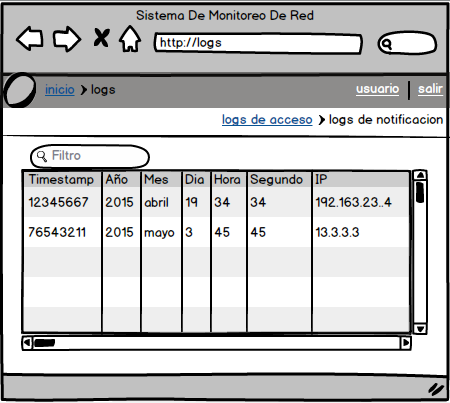 Sistema De Monitoreo De Red
http://logs
inicio logs usuario salir
logs de acceso logs de notificacion
Filtro
Timestamp Año Mes Dia Hora Segundo IP
12345667 2015 abril 19 34 34 192.163.23..4
76543211 2015 mayo 3 45 45 13.3.3.3